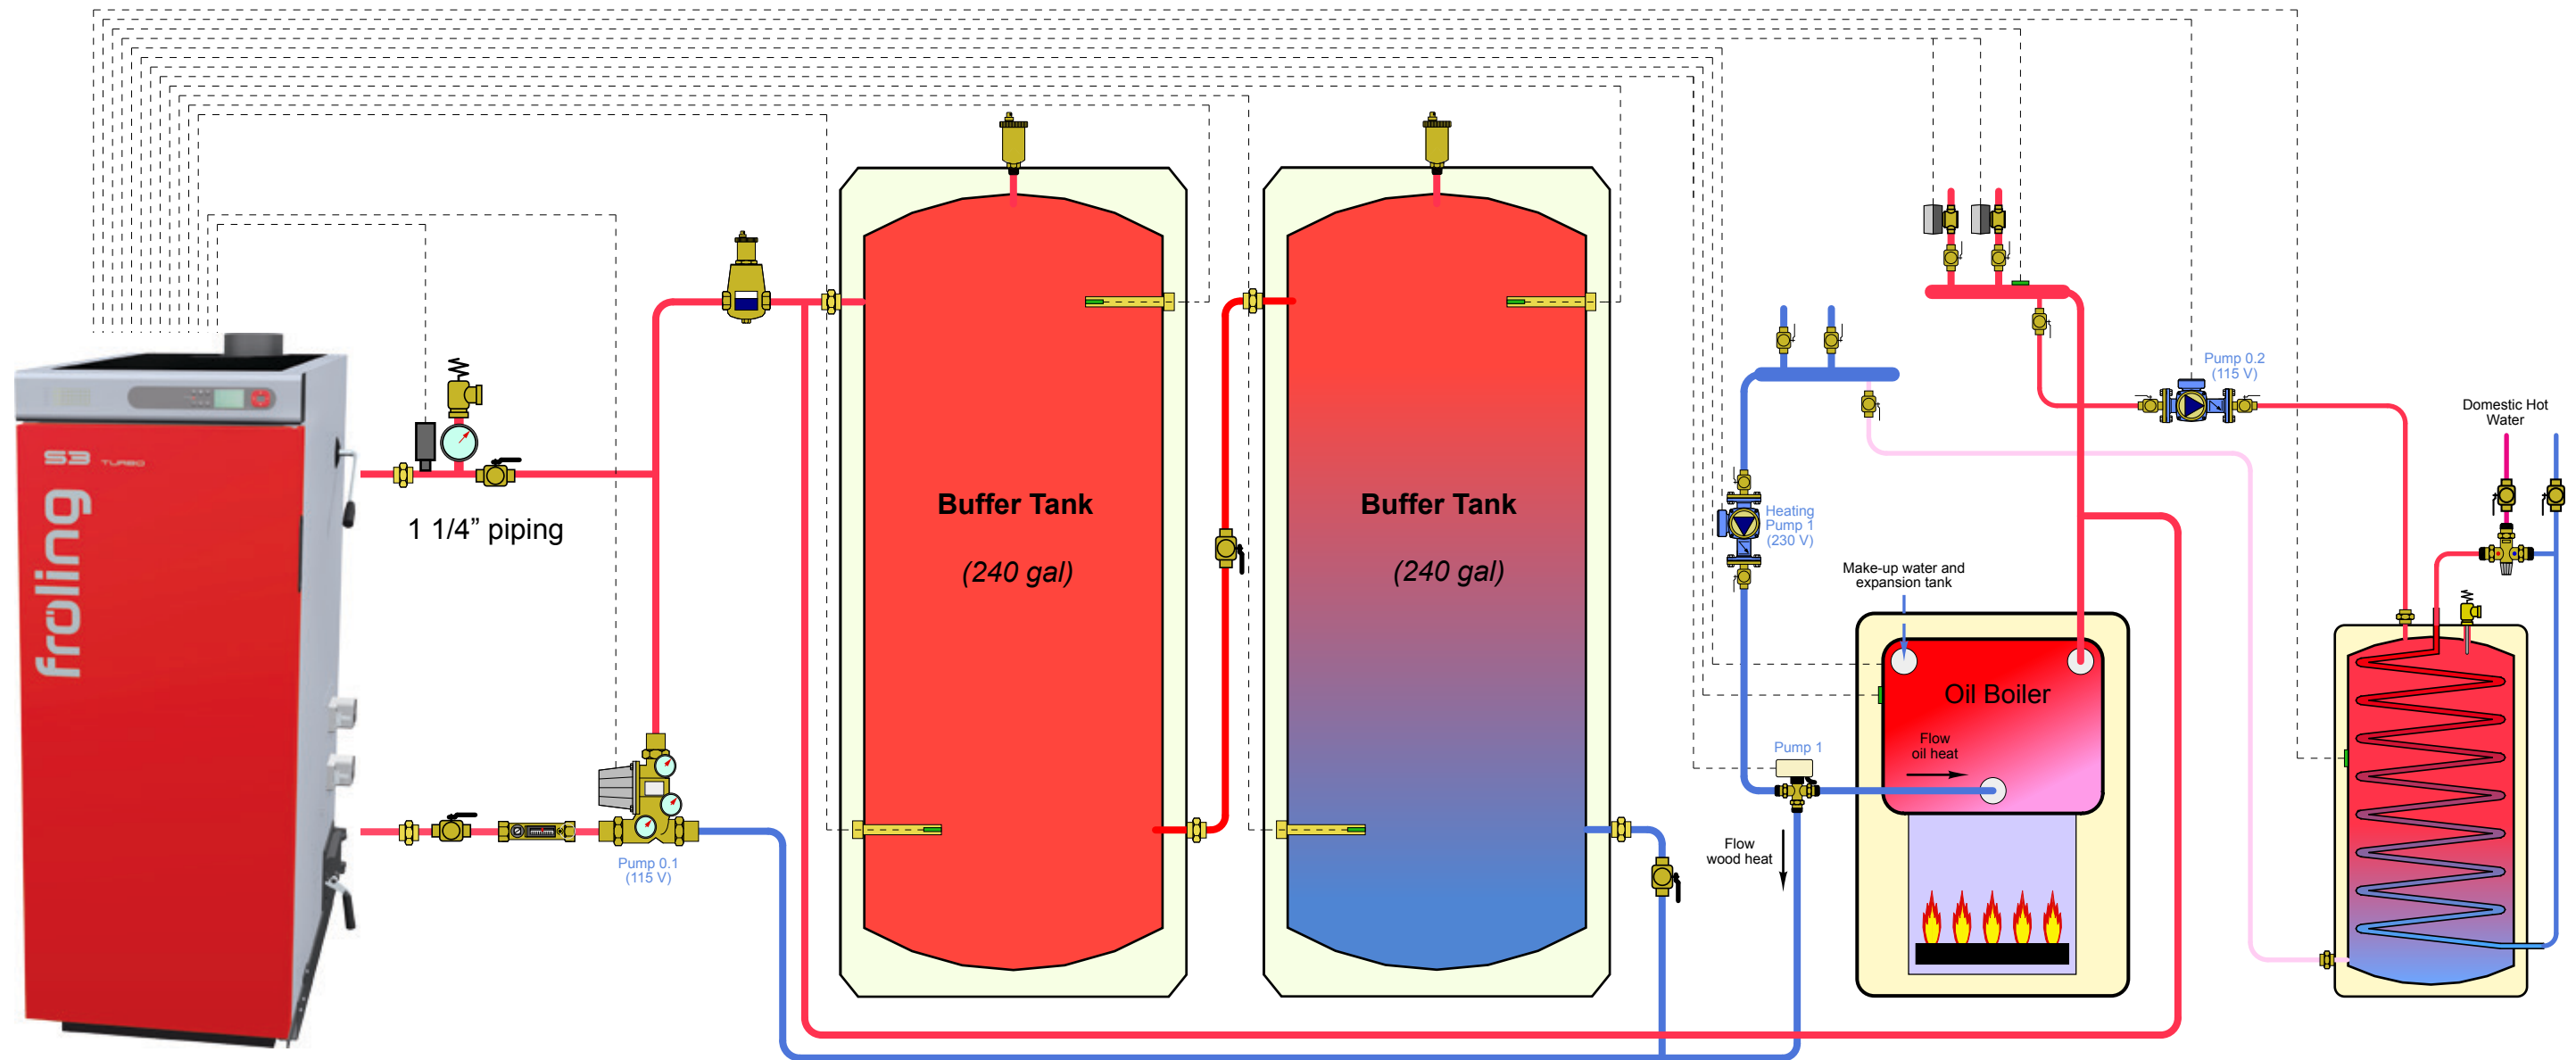 S3 TURBO
froling
1 1/4” piping
Pump 0.1
(115 V)
Buffer Tank
(240 gal)
Buffer Tank
(240 gal)
Heating
Pump 1
(230 V)
Make-up water and
expansion tank
Pump 1
Flow
wood heat
Oil Boiler
Flow
oil heat
Pump 0.2
(115 V)
Domestic Hot
Water